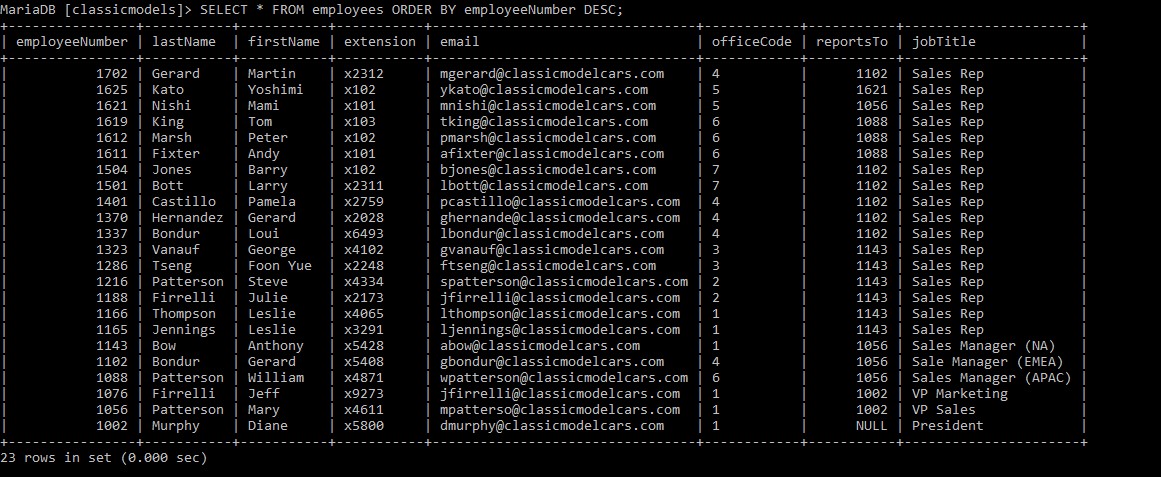 MariaDB [classicmodels]> SELECT * FROM employees ORDER BY employeeNumber DESC;
+----------------+-----------+-----------+-----------+---------------------------------+------------+-----------+----------------------+
| employeeNumber | lastName | firstName | extension | email | officeCode | reportsTo | jobTitle |
+----------------+-----------+-----------+-----------+---------------------------------+------------+-----------+----------------------+
| 1702 | Gerard | Martin | x2312 | mgerard@classicmodelcars.com | 4 | 1102 | Sales Rep |
| 1625 | Kato | Yoshimi | x102 | ykato@classicmodelcars.com | 5 | 1621 | Sales Rep |
| 1621 | Nishi | Mami | x101 | mnishi@classicmodelcars.com | 5 | 1056 | Sales Rep |
| 1619 | King | Tom | x103 | tking@classicmodelcars.com | 6 | 1088 | Sales Rep |
| 1612 | Marsh | Peter | x102 | pmarsh@classicmodelcars.com | 6 | 1088 | Sales Rep |
| 1611 | Fixter | Andy | x101 | afixter@classicmodelcars.com | 6 | 1088 | Sales Rep |
| 1504 | Jones | Barry | x102 | bjones@classicmodelcars.com | 7 | 1102 | Sales Rep |
| 1501 | Bott | Larry | x2311 | lbott@classicmodelcars.com | 7 | 1102 | Sales Rep |
| 1401 | Castillo | Pamela | x2759 | pcastillo@classicmodelcars.com | 4 | 1102 | Sales Rep |
| 1370 | Hernandez | Gerard | x2028 | ghernande@classicmodelcars.com | 4 | 1102 | Sales Rep |
| 1337 | Bondur | Loui | x6493 | lbondur@classicmodelcars.com | 4 | 1102 | Sales Rep |
| 1323 | Vanauf | George | x4102 | gvanauf@classicmodelcars.com | 3 | 1143 | Sales Rep |
| 1286 | Tseng | Foon Yue | x2248 | ftseng@classicmodelcars.com | 3 | 1143 | Sales Rep |
| 1216 | Patterson | Steve | x4334 | spatterson@classicmodelcars.com | 2 | 1143 | Sales Rep |
| 1188 | Firrelli | Julie | x2173 | jfirrelli@classicmodelcars.com | 2 | 1143 | Sales Rep |
| 1166 | Thompson | Leslie | x4065 | lthompson@classicmodelcars.com | 1 | 1143 | Sales Rep |
| 1165 | Jennings | Leslie | x3291 | ljennings@classicmodelcars.com | 1 | 1143 | Sales Rep |
| 1143 | Bow | Anthony | x5428 | abow@classicmodelcars.com | 1 | 1056 | Sales Manager (NA) |
| 1102 | Bondur | Gerard | x5408 | gbondur@classicmodelcars.com | 4 | 1056 | Sale Manager (EMEA) |
| 1088 | Patterson | William | x4871 | wpatterson@classicmodelcars.com | 6 | 1056 | Sales Manager (APAC) |
| 1076 | Firrelli | Jeff | x9273 | jfirrelli@classicmodelcars.com | 1 | 1002 | VP Marketing |
| 1056 | Patterson | Mary | x4611 | mpatterso@classicmodelcars.com | 1 | 1002 | VP Sales |
| 1002 | Murphy | Diane | x5800 | dmurphy@classicmodelcars.com | 1 | NULL | President |
+----------------+-----------+-----------+-----------+---------------------------------+------------+-----------+----------------------+
23 rows in set (0.000 sec)